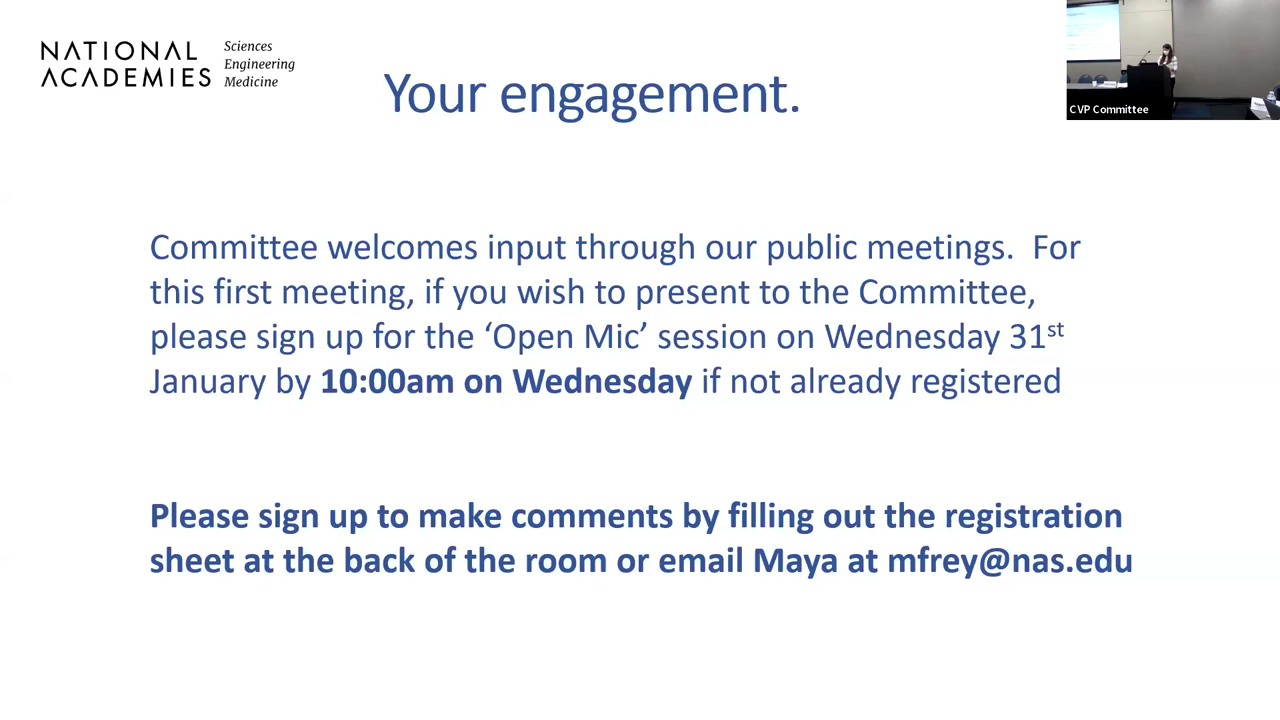 NATIONAL ACADEMIES
Sciences
Engineering
Medicine
Your engagement.
CVP Committee
Committee welcomes input through our public meetings. For
this first meeting, if you wish to present to the Committee,
please sign up for the ‘Open Mic’ session on Wednesday 31st
January by 10:00am on Wednesday if not already registered
Please sign up to make comments by filling out the registration
sheet at the back of the room or email Maya at mfrey@nas.edu